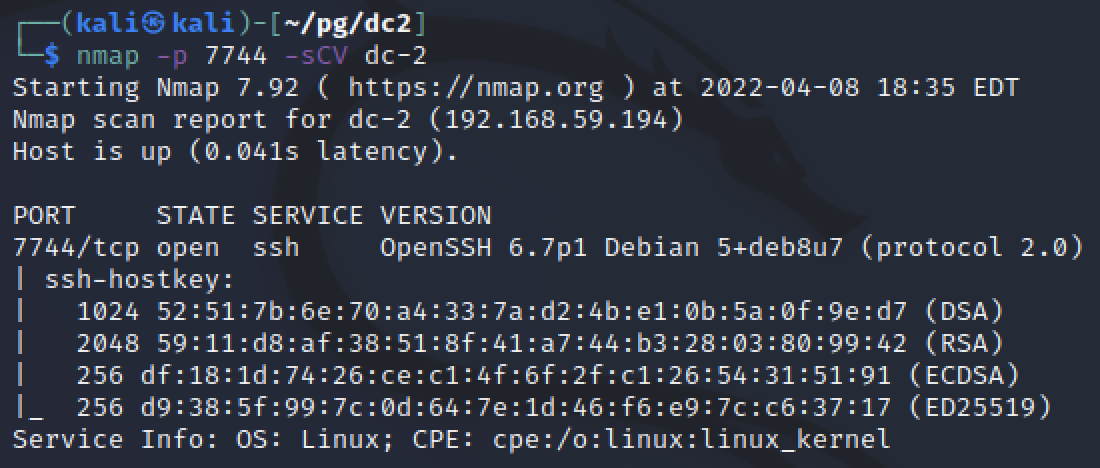 ┌──(kali㉿kali)-[~/pg/dc2]
└─$ nmap -p 7744 -sCV dc-2
Starting Nmap 7.92 ( https://nmap.org ) at 2022-04-08 18:35 EDT
Nmap scan report for dc-2 (192.168.59.194)
Host is up (0.041s latency).

PORT     STATE SERVICE VERSION
7744/tcp open  ssh     OpenSSH 6.7p1 Debian 5+deb8u7 (protocol 2.0)
| ssh-hostkey:
|   1024 52:51:7b:6e:70:a4:33:7a:d2:4b:e1:0b:5a:0f:9e:d7 (DSA)
|   2048 59:11:d8:af:38:51:8f:41:a7:44:b3:28:03:80:99:42 (RSA)
|   256 df:18:1d:74:26:ce:c1:4f:6f:2f:c1:26:54:31:51:91 (ECDSA)
|_  256 d9:38:5f:99:7c:0d:64:7e:1d:46:f6:e9:7c:c6:37:17 (ED25519)
Service Info: OS: Linux; CPE: cpe:/o:linux:linux_kernel